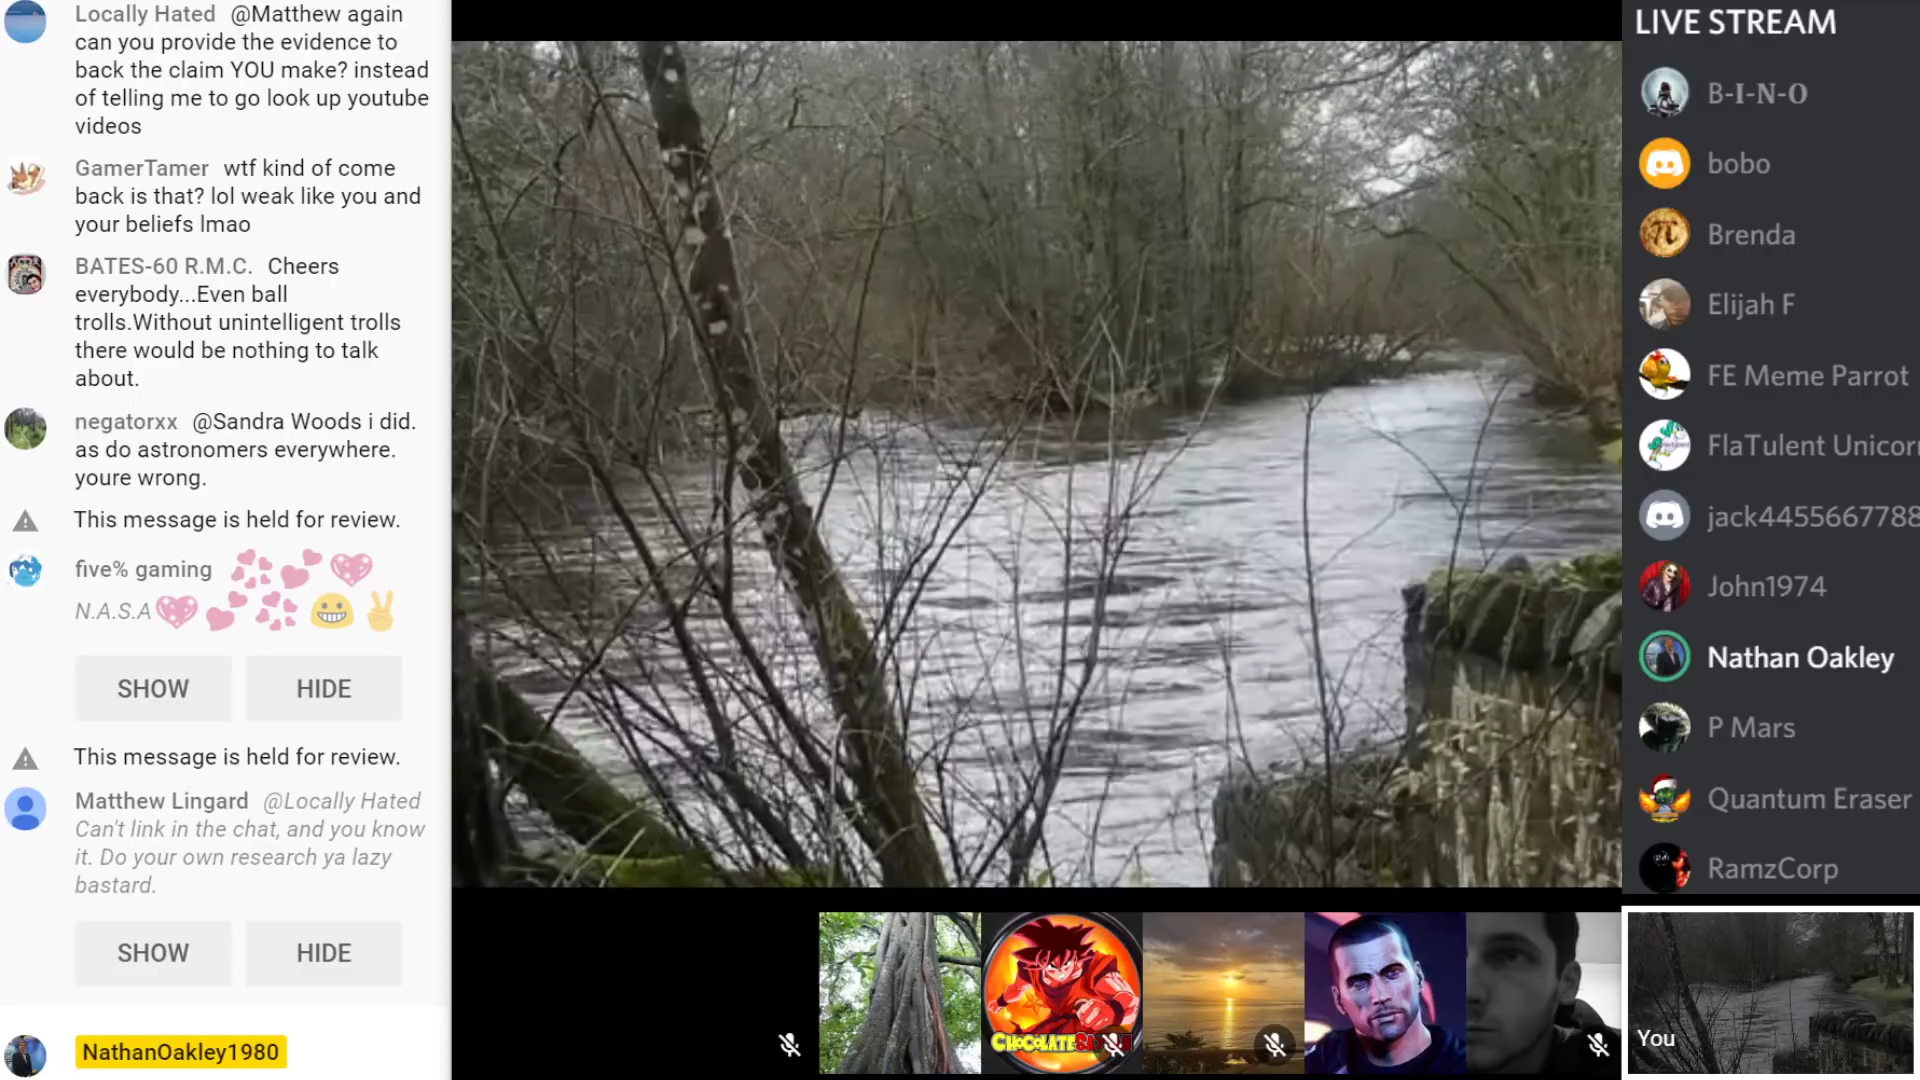 Locally Hated @Matthew again
can you provide the evidence to
back the claim YOU make? instead
of telling me to go look up youtube
videos
GamerTamer wtf kind of come
back is that? lol weak like you and
your beliefs lmao
BATES-60 R.M.C. Cheers
everybody...Even ball
trolls.Without unintelligent trolls
there would be nothing to talk
about.
negatorxx @Sandra Woods i did.
as do astronomers everywhere.
youre wrong.
This message is held for review.
five% gaming
N.A.S.A
SHOW HIDE
This message is held for review.
Matthew Lingard @Locally Hated
Can't link in the chat, and you know
it. Do your own research ya lazy
bastard.
SHOW HIDE
NathanOakley1980
LIVE STREAM
B-I-N-O
bobo
Brenda
Elijah F
FE Meme Parrot
FlaTulent Unicorn
jack4455667788
John1974
Nathan Oakley
P Mars
Quantum Eraser
RamzCorp
You